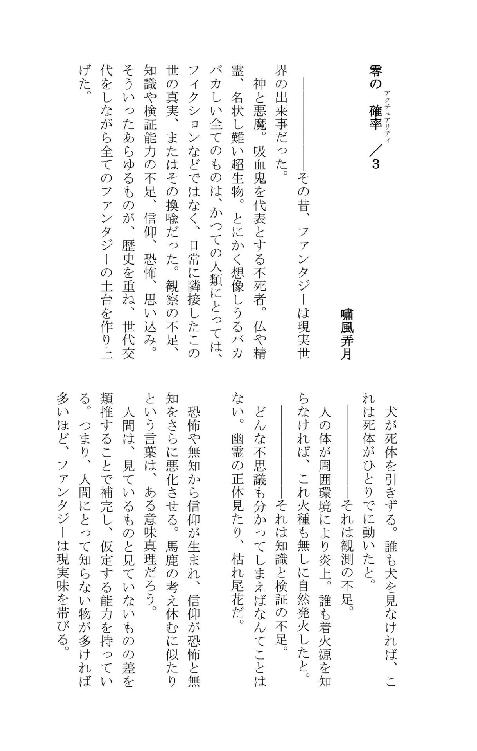 零の 確率 ／3
アクチュアリティ
嘯風弄月
――――――その昔、ファンタジーは現実世
界の出来事だった。
神と悪魔。吸血鬼を代表とする不死者。仏や精
霊、名状し難い超生物。とにかく想像しうるバカ
バカしい全てのものは、かつての人類にとっては、
フィクションなどではなく、日常に隣接したこの
世の真実、またはその換喩だった。観察の不足、
知識や検証能力の不足、信仰、恐怖、思い込み。
そういったあらゆるものが、歴史を重ね、世代交
代をしながら全てのファンタジーの土台を作り上
げた。
犬が死体を引きずる。誰も犬を見なければ、こ
れは死体がひとりでに動いたと。
――――――それは観測の不足。
人の体が周囲環境により炎上。誰も着火源を知
らなければ、これ火種も無しに自然発火したと。
――――――それは知識と検証の不足。
どんな不思議も分かってしまえばなんてことは
ない。幽霊の正体見たり、枯れ尾花だ。
恐怖や無知から信仰が生まれ、信仰が恐怖と無
知をさらに悪化させる。馬鹿の考え休むに似たり
という言葉は、ある意味真理だろう。
人間は、見ているものと見ていないものの差を
類推することで補完し、仮定する能力を持ってい
る。つまり、人間にとって知らない物が多ければ
多いほど、ファンタジーは現実味を帯びる。